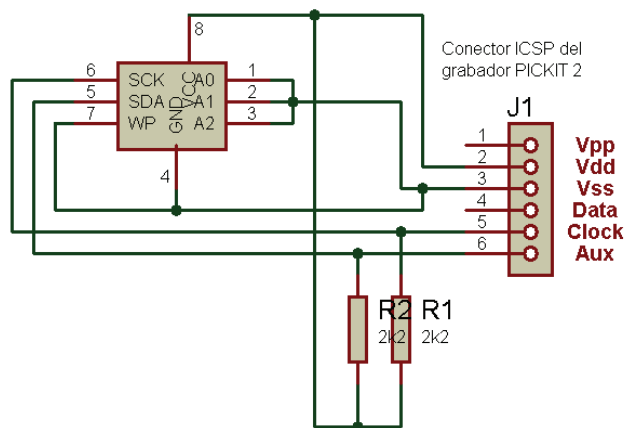 8
Conector ICSP del
grabador PICKIT 2
6 SCK VCC A0 1
5 SDA A1 2
7 WP GND A2 3
4
J1
1 Vpp
2 Vdd
3 Vss
4 Data
5 Clock
6 Aux
R2 R1
2k2 2k2